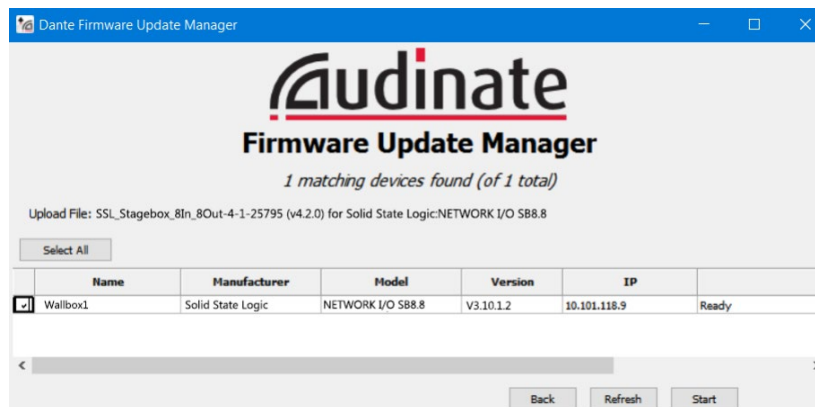 Dante Firmware Update Manager
Audinate
Firmware Update Manager
1 matching devices found (of 1 total)
Upload File: SSL_Stagebox_8In_8Out-4-1-25795 (v4.2.0) for Solid State Logic:NETWORK I/O SB8.8
Select All
Name Manufacturer Model Version IP
Wallbox1 Solid State Logic NETWORK I/O SB8.8 V3.10.1.2 10.101.118.9 Ready
Back Refresh Start